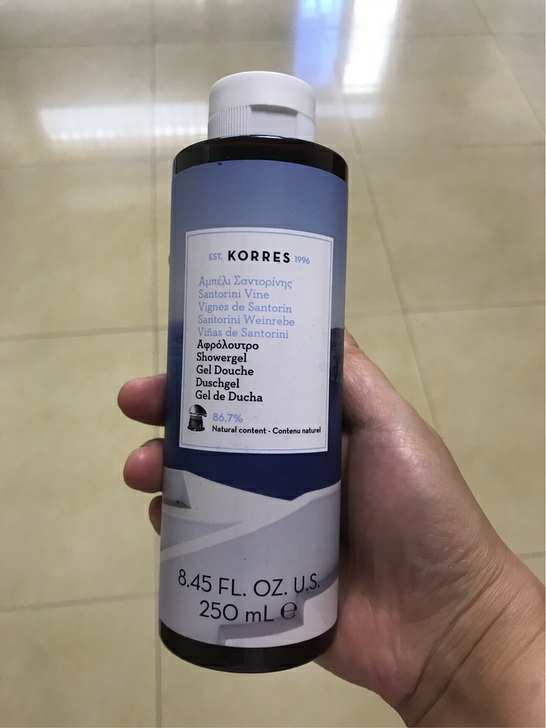 EST. KORRES 1996
Αμπέλι Σαντορίνης
Santorini Vine
Vignes de Santorin
Santorini Weinrebe
Viñas de Santorini
Αφρόλουτρο
Showergel
Gel Douche
Duschgel
Gel de Ducha
86,7%
Natural content - Contenu naturel
8.45 FL. OZ. U.S.
250 mL ℮